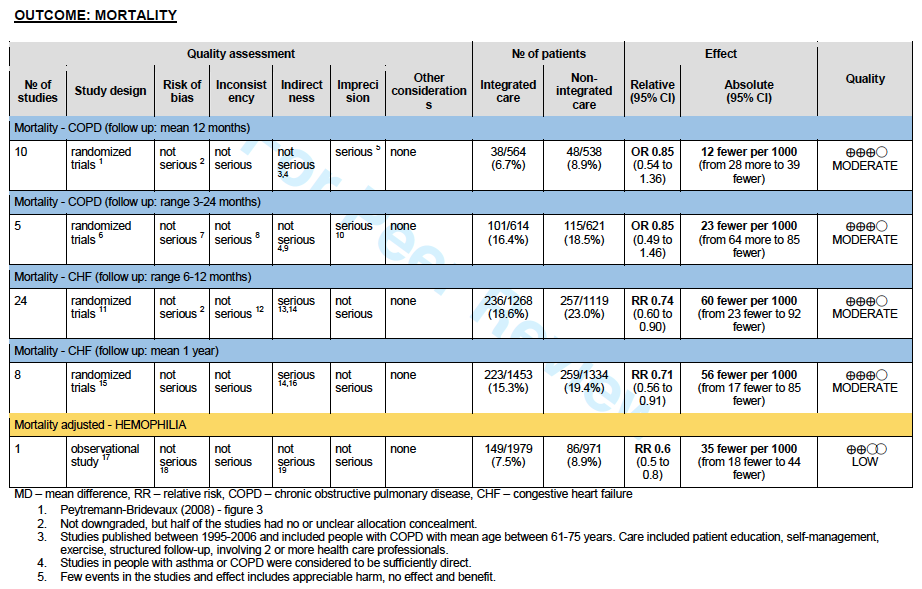 OUTCOME: MORTALITY
Quality assessment № of patients Effect Quality
№ of studies Study design Risk of bias Inconsist ency Indirect ness Impreci sion Other consideration s Integrated care Non-integrated care Relative (95% CI) Absolute (95% CI)
Mortality - COPD (follow up: mean 12 months)
10 randomized trials 1 not serious 2 not serious not serious 3,4 serious 5 none 38/564 (6.7%) 48/538 (8.9%) OR 0.85 (0.54 to 1.36) 12 fewer per 1000 (from 28 more to 39 fewer) ⊕⊕⊕◯ MODERATE
Mortality - COPD (follow up: range 3-24 months)
5 randomized trials 6 not serious 7 not serious 8 not serious 4,9 serious 10 none 101/614 (16.4%) 115/621 (18.5%) OR 0.85 (0.49 to 1.46) 23 fewer per 1000 (from 64 more to 85 fewer) ⊕⊕⊕◯ MODERATE
Mortality - CHF (follow up: range 6-12 months)
24 randomized trials 11 not serious 2 not serious 12 serious 13,14 not serious none 236/1268 (18.6%) 257/1119 (23.0%) RR 0.74 (0.60 to 0.90) 60 fewer per 1000 (from 23 fewer to 92 fewer) ⊕⊕⊕◯ MODERATE
Mortality - CHF (follow up: mean 1 year)
8 randomized trials 15 not serious not serious serious 14,16 not serious none 223/1453 (15.3%) 259/1334 (19.4%) RR 0.71 (0.56 to 0.91) 56 fewer per 1000 (from 17 fewer to 85 fewer) ⊕⊕⊕◯ MODERATE
Mortality adjusted - HEMOPHILIA
1 observational study 17 not serious 18 not serious not serious 19 not serious none 149/1979 (7.5%) 86/971 (8.9%) RR 0.6 (0.5 to 0.8) 35 fewer per 1000 (from 18 fewer to 44 fewer) ⊕⊕◯◯ LOW
MD – mean difference, RR – relative risk, COPD – chronic obstructive pulmonary disease, CHF – congestive heart failure
1. Peytremann-Bridevaux (2008) - figure 3
2. Not downgraded, but half of the studies had no or unclear allocation concealment.
3. Studies published between 1995-2006 and included people with COPD with mean age between 61-75 years. Care included patient education, self-management,
exercise, structured follow-up, involving 2 or more health care professionals.
4. Studies in people with asthma or COPD were considered to be sufficiently direct.
5. Few events in the studies and effect includes appreciable harm, no effect and benefit.
For Peer Review